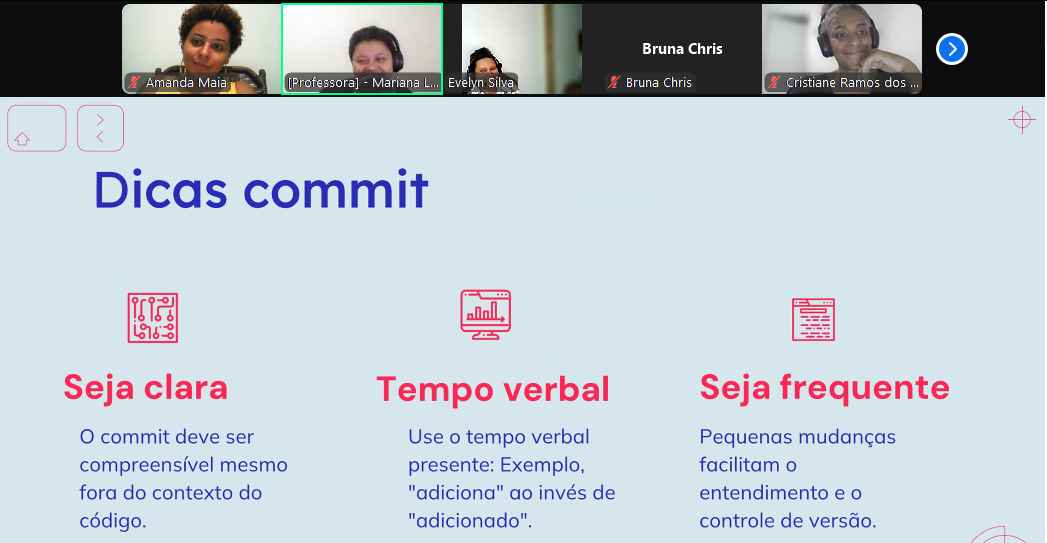 Bruna Chris
Amanda Maia
[Professora] - Mariana L...
Evelyn Silva
Bruna Chris
Cristiane Ramos dos ...
Dicas commit
Seja clara
O commit deve ser
compreensível mesmo
fora do contexto do
código.
Tempo verbal
Use o tempo verbal
presente: Exemplo,
"adiciona" ao invés de
"adicionado".
Seja frequente
Pequenas mudanças
facilitam o
entendimento e o
controle de versão.